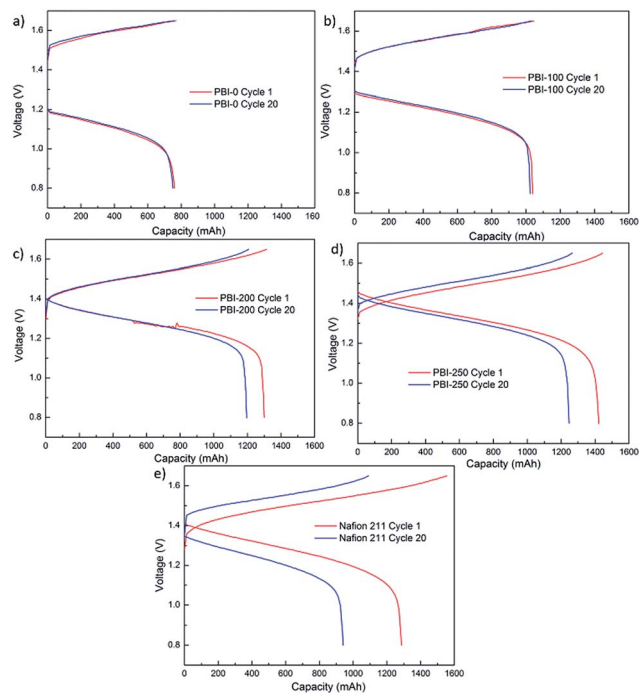 a)
1.6
1.4
1.2
1.0
0.8
Voltage (V)
PBI-0 Cycle 1
PBI-0 Cycle 20
0 200 400 600 800 1000 1200 1400 160
Capacity (mAh)
b)
1.6
1.4
1.2
1.0
0.8
Voltage (V)
PBI-100 Cycle 1
PBI-100 Cycle 20
0 200 400 600 800 1000 1200 1400 1600
Capacity (mAh)
c)
1.6
1.4
1.2
1.0
0.8
Voltage (V)
PBI-200 Cycle 1
PBI-200 Cycle 20
0 200 400 600 800 1000 1200 1400 1600
Capacity (mAh)
d)
1.6
1.4
1.2
1.0
0.8
Voltage (V)
PBI-250 Cycle 1
PBI-250 Cycle 20
0 200 400 600 800 1000 1200 1400 1600
Capacity (mAh)
e)
1.6
1.4
1.2
1.0
0.8
Voltage (V)
Nafion 211 Cycle 1
Nafion 211 Cycle 20
0 200 400 600 800 1000 1200 1400 1600
Capacity (mAh)